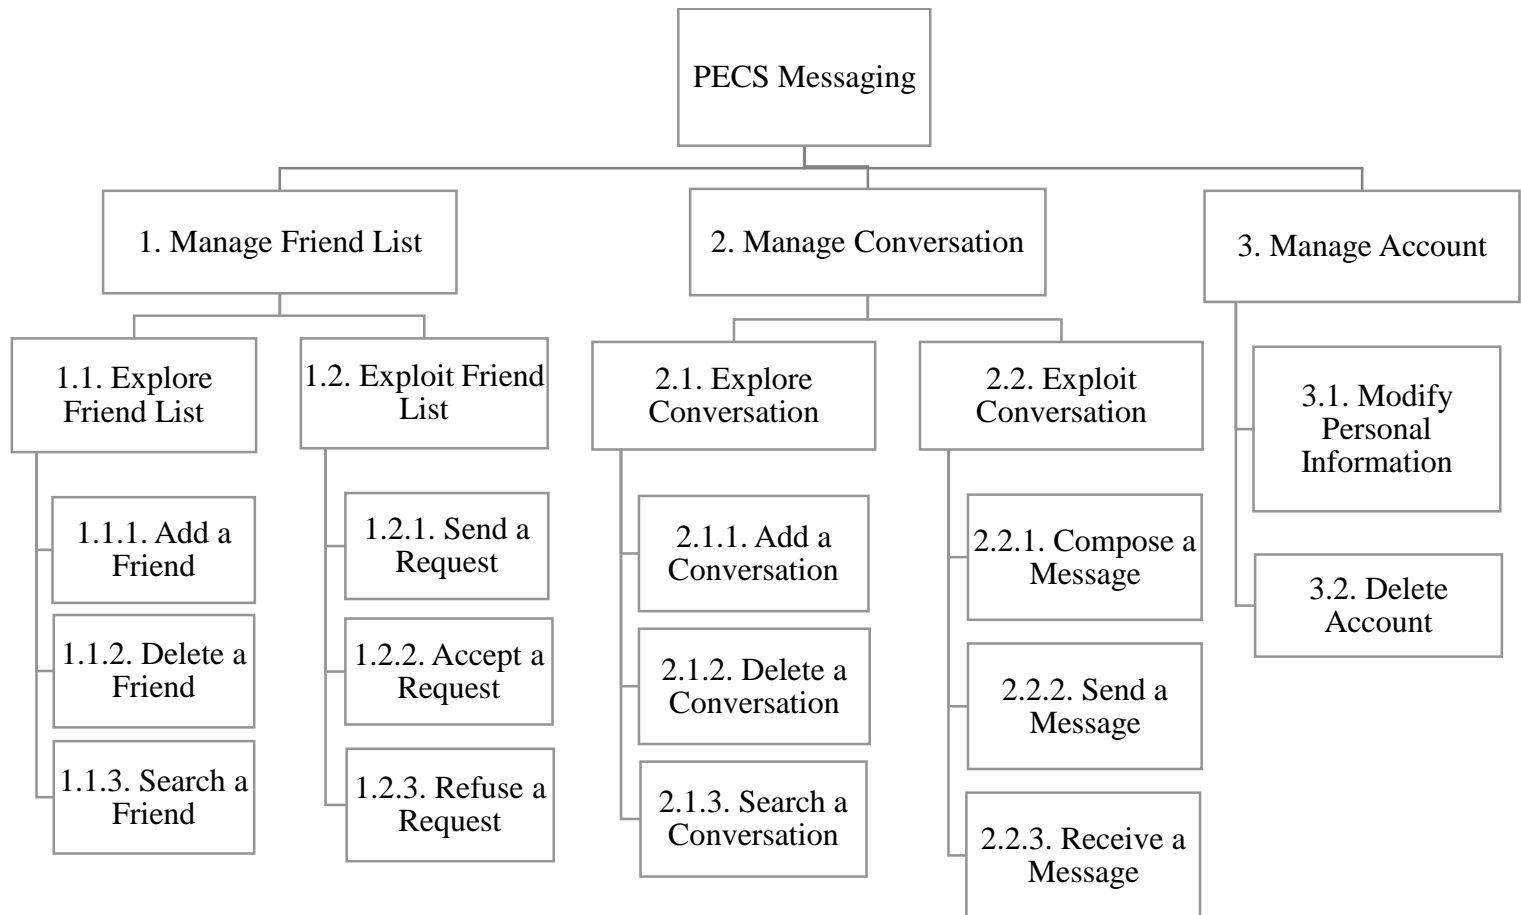 PECS Messaging
1. Manage Friend List
2. Manage Conversation
3. Manage Account
1.1. Explore
Friend List
1.2. Exploit Friend
List
2.1. Explore
Conversation
2.2. Exploit
Conversation
3.1. Modify
Personal
Information
1.1.1. Add a
Friend
1.2.1. Send a
Request
2.1.1. Add a
Conversation
2.2.1. Compose a
Message
3.2. Delete
Account
1.1.2. Delete a
Friend
1.2.2. Accept a
Request
2.1.2. Delete a
Conversation
2.2.2. Send a
Message
1.1.3. Search a
Friend
1.2.3. Refuse a
Request
2.1.3. Search a
Conversation
2.2.3. Receive a
Message